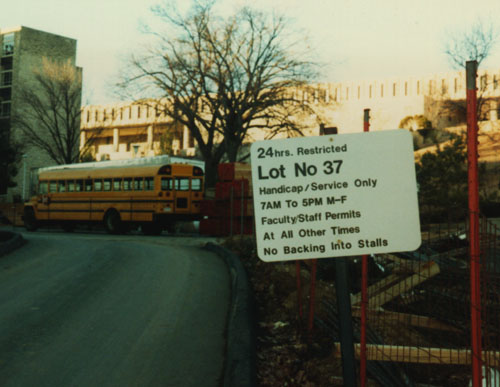 24hrs. Restricted
Lot No 37
Handicap/Service Only
7AM To 5PM M-F
Faculty/Staff Permits
At All Other Times
No Backing Into Stalls